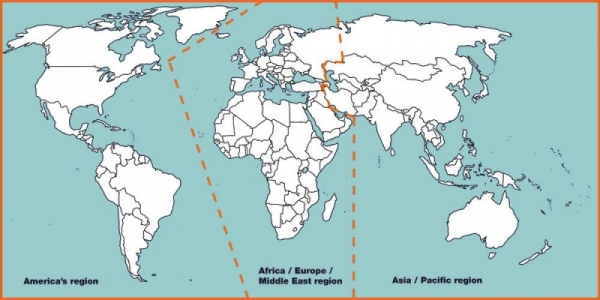 America's region
Africa / Europe /
Middle East region
Asia / Pacific region